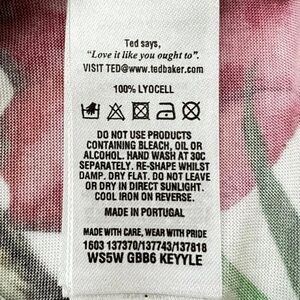 Ted says,
"Love it like you ought to".
VISIT TED@www.tedbaker.com
100% LYOCELL
DO NOT USE PRODUCTS
CONTAINING BLEACH, OIL OR
ALCOHOL. HAND WASH AT 30C
SEPARATELY. RE-SHAPE WHILST
DAMP. DRY FLAT. DO NOT LEAVE
OR DRY IN DIRECT SUNLIGHT.
COOL IRON ON REVERSE.
MADE IN PORTUGAL
MADE WITH CARE, WEAR WITH PRIDE
1603 137370/137743/137818
WS5W GBB6 KEYYLE